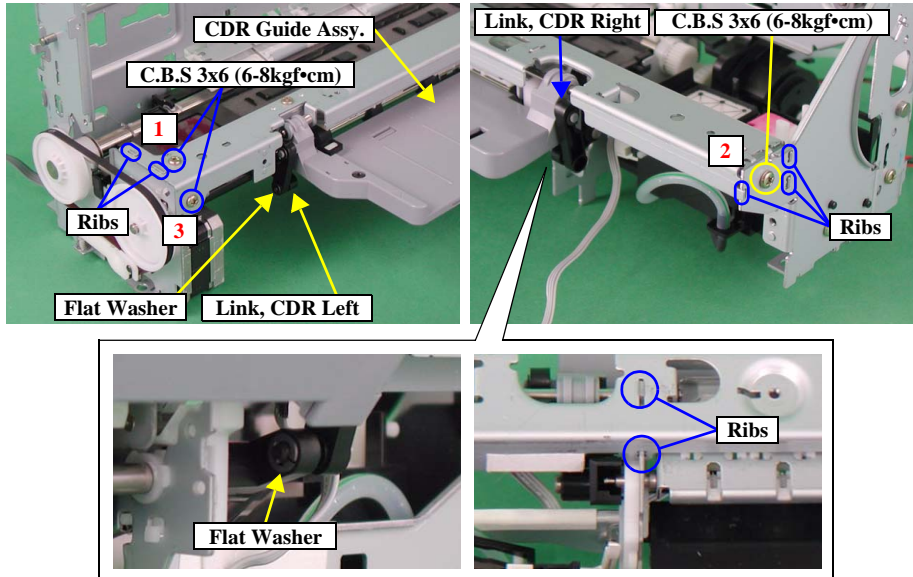 CDR Guide Assy.
C.B.S 3x6 (6-8kgf•cm)
1
Ribs
3
Flat Washer
Link, CDR Left
Link, CDR Right
C.B.S 3x6 (6-8kgf•cm)
2
Ribs
Flat Washer
Ribs